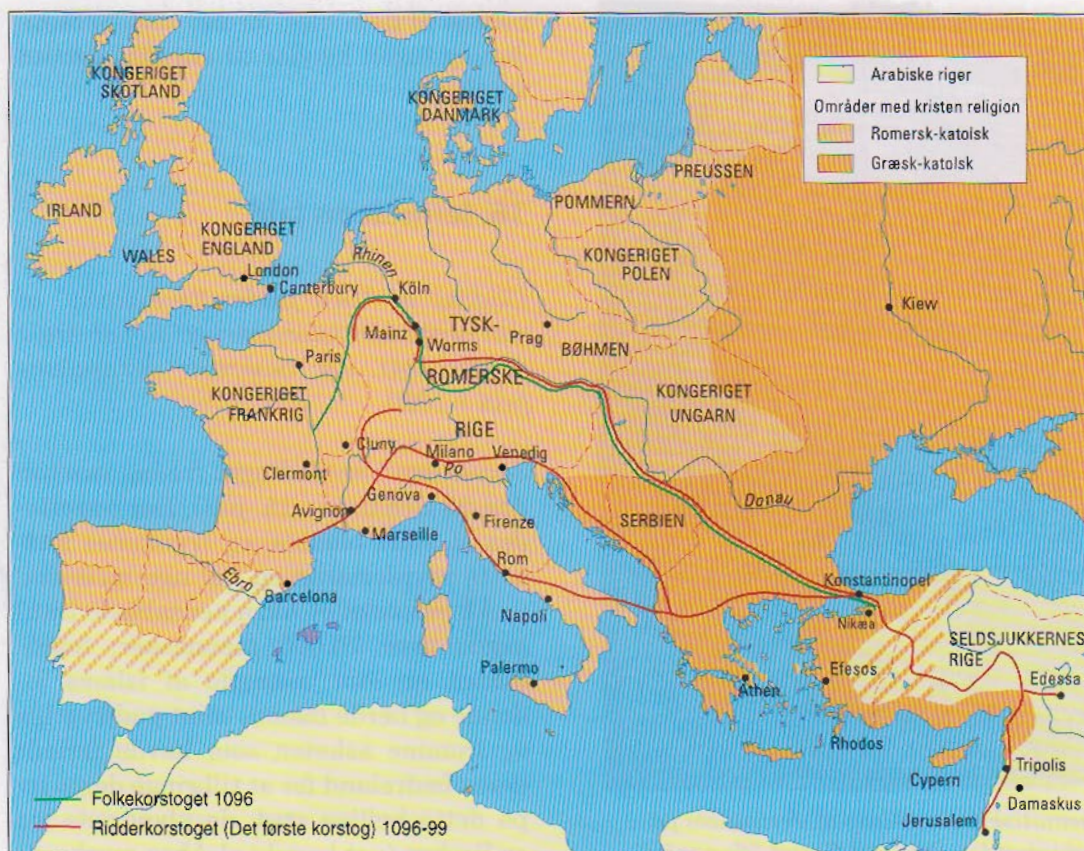 KONGERIGET
SKOTLAND
KONGERIGET
DANMARK
Arabiske riger
Områder med kristen religion
Romersk-katolsk
Græsk-katolsk
PREUSSEN
POMMERN
IRLAND
KONGERIGET
ENGLAND
WALES
KONGERIGET
POLEN
London
Canterbury
Rhinen
Köln
Kiew
Mainz
Worms
TYSK-
ROMERSKE
RIGE
Prag
BØHMEN
Paris
KONGERIGET
FRANKRIG
KONGERIGET
UNGARN
Cluny
Clermont
Milano
Venedig
Po
Genova
Avignon
Marseille
Firenze
SERBIEN
Donau
Ebro
Barcelona
Rom
Napoli
Konstantinopel
Nikæa
SELDSJUKKERNES
RIGE
Palermo
Athen
Efesos
Edessa
Rhodos
Cypern
Tripolis
Damaskus
Jerusalem
Folkekorstoget 1096
Ridderkorstoget (Det første korstog) 1096-99